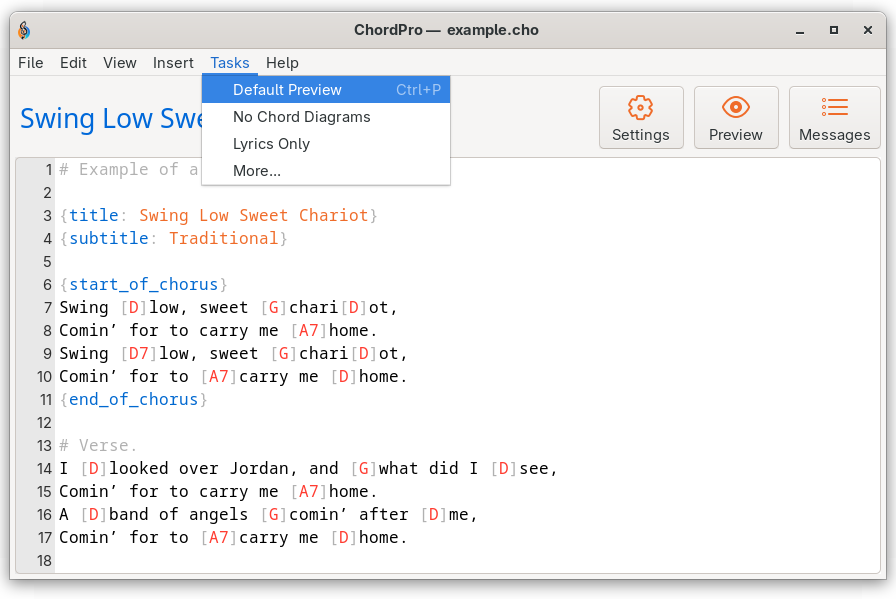 ChordPro — example.cho
File Edit View Insert Tasks Help
Default Preview Ctrl+P
No Chord Diagrams
Lyrics Only
More...
Swing Low
Settings Preview Messages
1 # Example of a
2
3 {title: Swing Low Sweet Chariot}
4 {subtitle: Traditional}
5
6 {start_of_chorus}
7 Swing [D]low, sweet [G]chari[D]ot,
8 Comin’ for to carry me [A7]home.
9 Swing [D7]low, sweet [G]chari[D]ot,
10 Comin’ for to [A7]carry me [D]home.
11 {end_of_chorus}
12
13 # Verse.
14 I [D]looked over Jordan, and [G]what did I [D]see,
15 Comin’ for to carry me [A7]home.
16 A [D]band of angels [G]comin’ after [D]me,
17 Comin’ for to [A7]carry me [D]home.
18